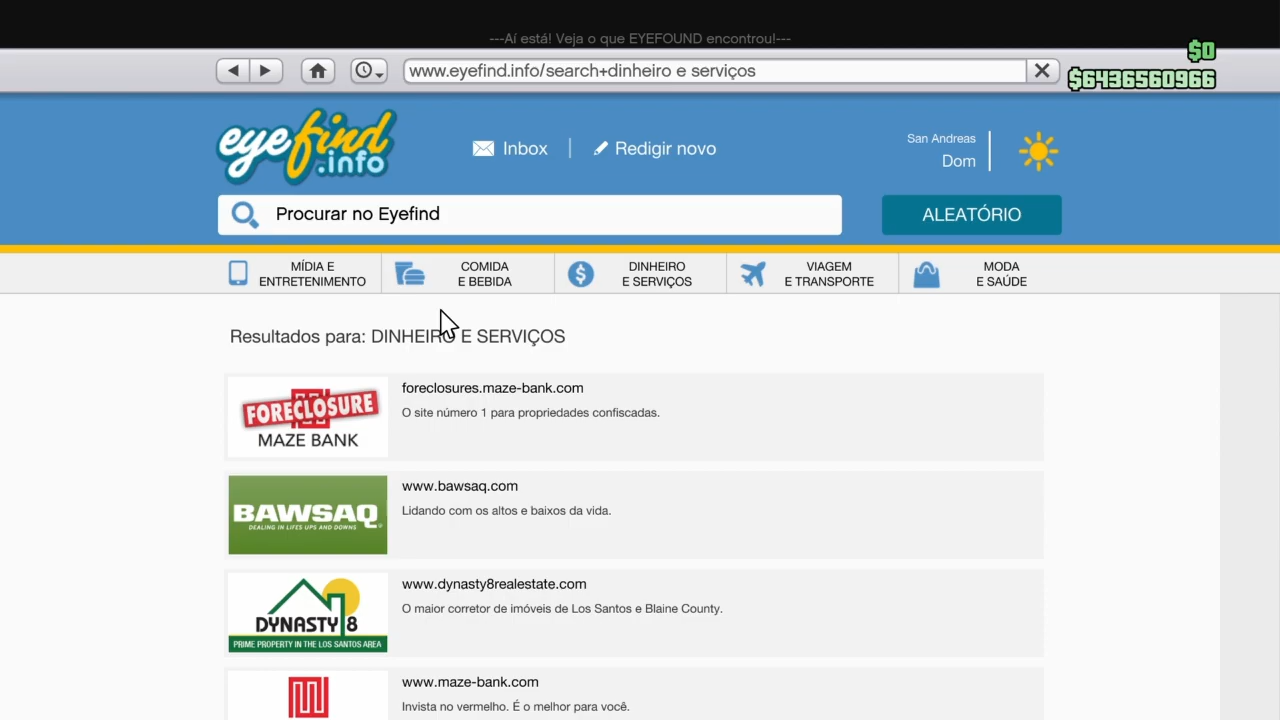 ---Aí está! Veja o que EYEFOUND encontrou!---
$0
www.eyefind.info/search+dinheiro e serviços
$6436560966
eyefind.info
Inbox
Redigir novo
San Andreas
Dom
Procurar no Eyefind
ALEATÓRIO
MÍDIA E
ENTRETENIMENTO
COMIDA
E BEBIDA
DINHEIRO
E SERVIÇOS
VIAGEM
E TRANSPORTE
MODA
E SAÚDE
Resultados para: DINHEIRO E SERVIÇOS
FORECLOSURE
MAZE BANK
foreclosures.maze-bank.com
O site número 1 para propriedades confiscadas.
BAWSAQ
DEALING IN LIFES UPS AND DOWNS
www.bawsaq.com
Lidando com os altos e baixos da vida.
DYNASTY 8
PRIME PROPERTY IN THE LOS SANTOS AREA
www.dynasty8realestate.com
O maior corretor de imóveis de Los Santos e Blaine County.
www.maze-bank.com
Invista no vermelho. É o melhor para você.